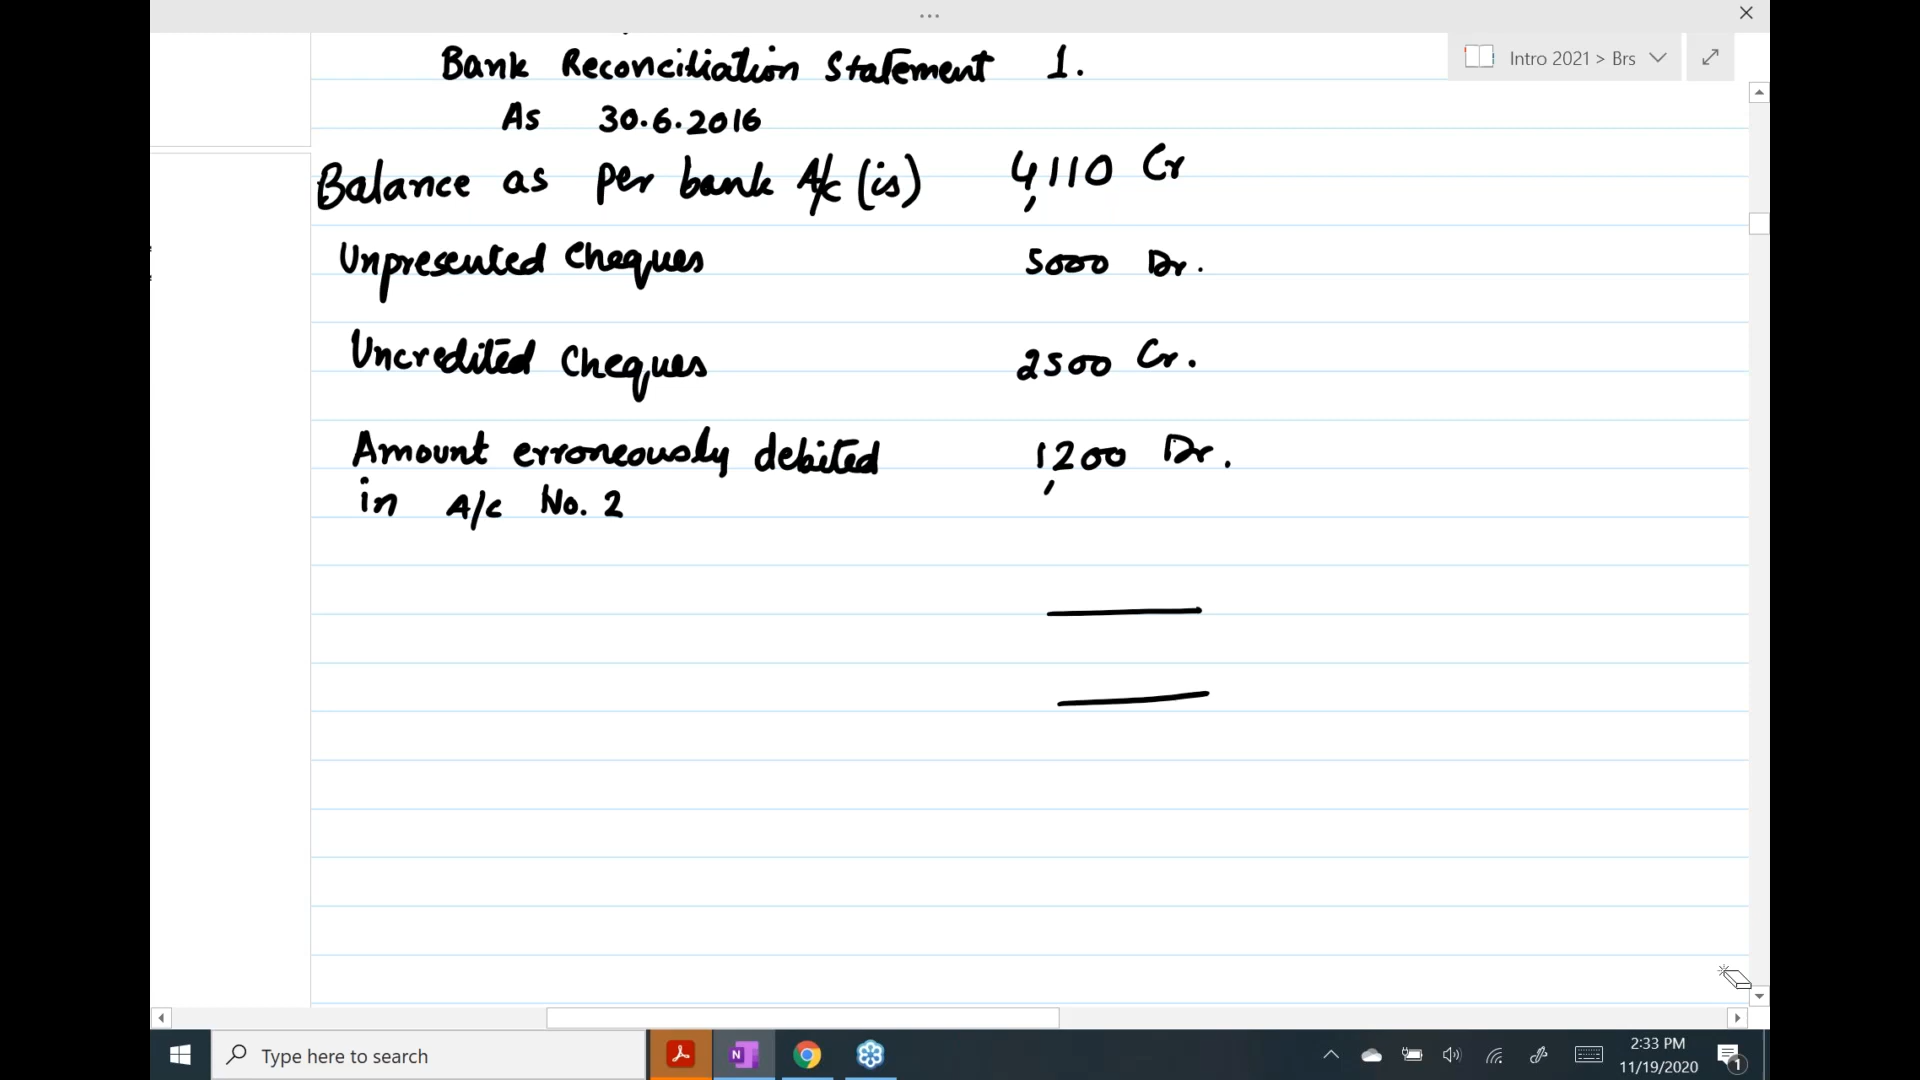 ...
Intro 2021 > Brs
Bank Reconciliation Statement 1.
As 30.6.2016
Balance as per bank A/c (is) 4,110 Cr
Unpresented Cheques 5000 Dr.
Uncredited Cheques 2500 Cr.
Amount erroneously debited 1,200 Dr.
in A/c No. 2
Type here to search
N
2:33 PM
11/19/2020
1